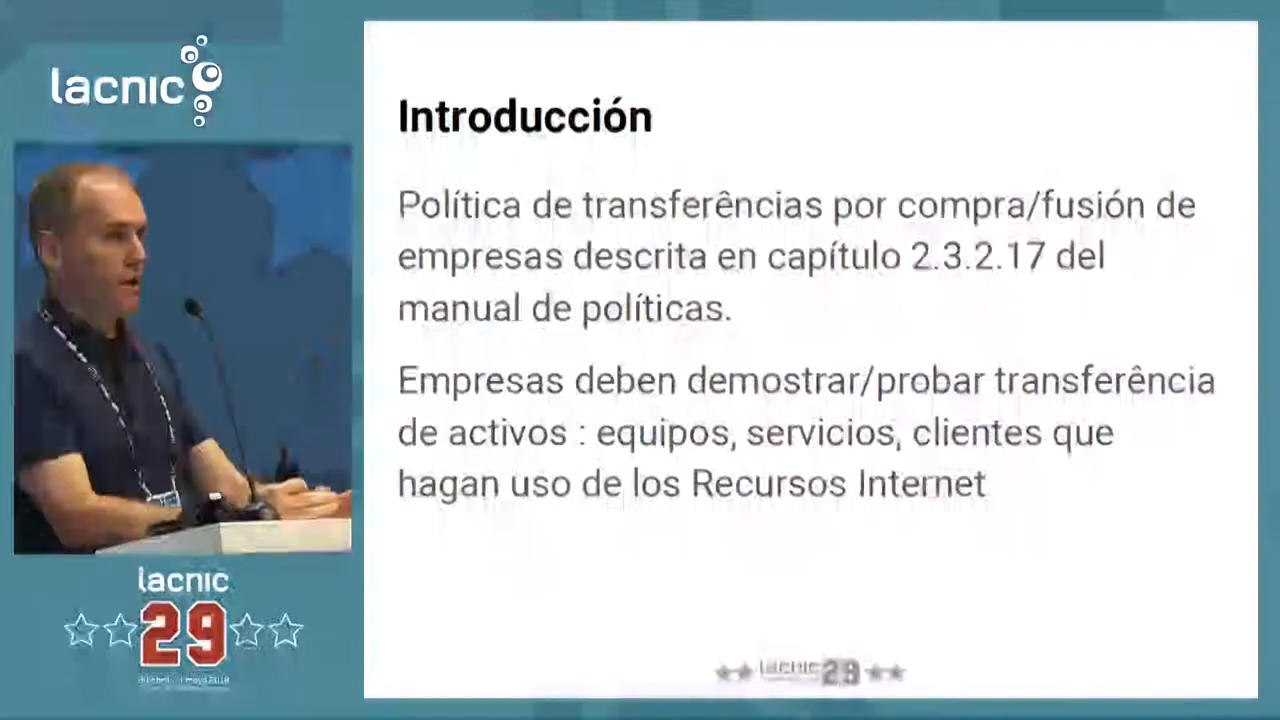 lacnic
Introducción
Política de transferências por compra/fusión de
empresas descrita en capítulo 2.3.2.17 del
manual de políticas.
Empresas deben demostrar/probar transferência
de activos : equipos, servicios, clientes que
hagan uso de los Recursos Internet
lacnic
29
lacnic 29